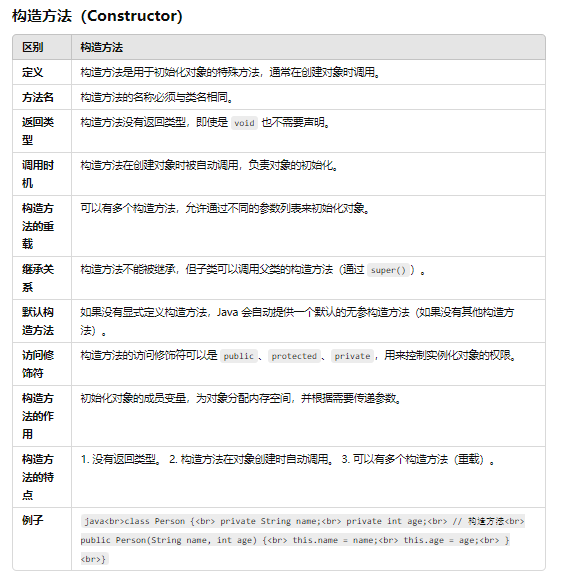 构造方法（Constructor）
区别 构造方法
定义 构造方法是用于初始化对象的特殊方法，通常在创建对象时调用。
方法名 构造方法的名称必须与类名相同。
返回类 构造方法没有返回类型，即使是 void 也不需要声明。
型
调用时 构造方法在创建对象时被自动调用，负责对象的初始化。
机
构造方 可以有多个构造方法，允许通过不同的参数列表来初始化对象。
法的重
载
继承关 构造方法不能被继承，但子类可以调用父类的构造方法（通过 super()）。
系
默认构 如果没有显式定义构造方法，Java 会自动提供一个默认的无参构造方法（如果没有其他构造方
造方法 法）。
访问修 构造方法的访问修饰符可以是 public、protected、private，用来控制实例化对象的权限。
饰符
构造方 初始化对象的成员变量，为对象分配内存空间，并根据需要传递参数。
法的作
用
构造方 1. 没有返回类型。 2. 构造方法在对象创建时自动调用。 3. 可以有多个构造方法（重载）。
法的特
点
例子 java<br>class Person {<br> private String name;<br> private int age;<br> // 构造方法<br>
public Person(String name, int age) {<br> this.name = name;<br> this.age = age;<br> }
<br>}